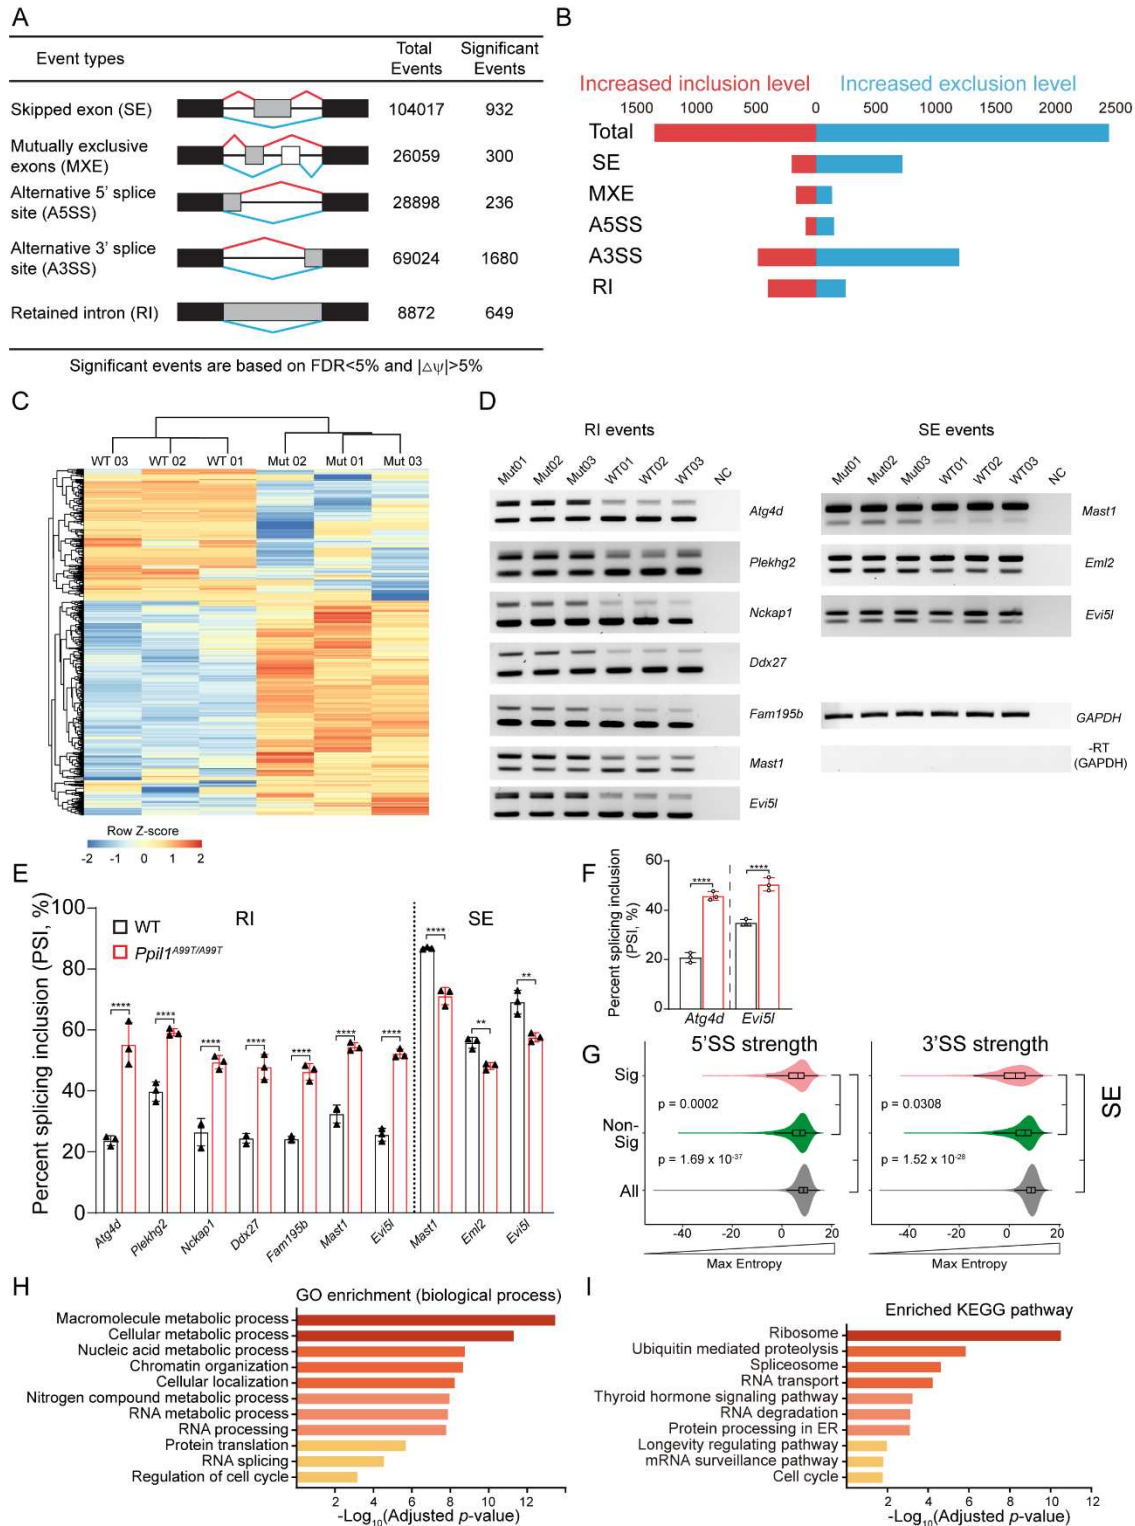 A
Event types
Total Events
Significant Events
Skipped exon (SE)
104017
932
Mutually exclusive
exons (MXE)
26059
300
Alternative 5' splice
site (A5SS)
28898
236
Alternative 3' splice
site (A3SS)
69024
1680
Retained intron (RI)
8872
649
Significant events are based on FDR<5% and |△ψ|>5%
B
Increased inclusion level
Increased exclusion level
1500 1000 500 0 500 1000 1500 2000 2500
Total
SE
MXE
A5SS
A3SS
RI
C
WT 03 WT 02 WT 01 Mut 02 Mut 01 Mut 03
Row Z-score
-2 -1 0 1 2
D
RI events
Mut01 Mut02 Mut03 WT01 WT02 WT03 NC
Atg4d
Plekhg2
Nckap1
Ddx27
Fam195b
Mast1
Evi5l
SE events
Mut01 Mut02 Mut03 WT01 WT02 WT03 NC
Mast1
Eml2
Evi5l
GAPDH
-RT
(GAPDH)
E
Percent splicing inclusion (PSI, %)
100
80
60
40
20
0
RI
SE
WT
Ppil1A99T/A99T
**** **** **** **** **** **** **** **** ** **
Atg4d Plekhg2 Nckap1 Ddx27 Fam195b Mast1 Evi5l Mast1 Eml2 Evi5l
F
Percent splicing inclusion
(PSI, %)
60
40
20
0
**** ****
Atg4d Evi5l
G
5'SS strength
3'SS strength
Sig
p = 0.0002
p = 0.0308
Non-
Sig
p = 1.69 x 10-37
p = 1.52 x 10-28
All
SE
-40 -20 0 20
-40 -20 0 20
Max Entropy
Max Entropy
H
GO enrichment (biological process)
Macromolecule metabolic process
Cellular metabolic process
Nucleic acid metabolic process
Chromatin organization
Cellular localization
Nitrogen compound metabolic process
RNA metabolic process
RNA processing
Protein translation
RNA splicing
Regulation of cell cycle
2 4 6 8 10 12
-Log10(Adjusted p-value)
I
Enriched KEGG pathway
Ribosome
Ubiquitin mediated proteolysis
Spliceosome
RNA transport
Thyroid hormone signaling pathway
RNA degradation
Protein processing in ER
Longevity regulating pathway
mRNA surveillance pathway
Cell cycle
0 2 4 6 8 10 12
-Log10(Adjusted p-value)